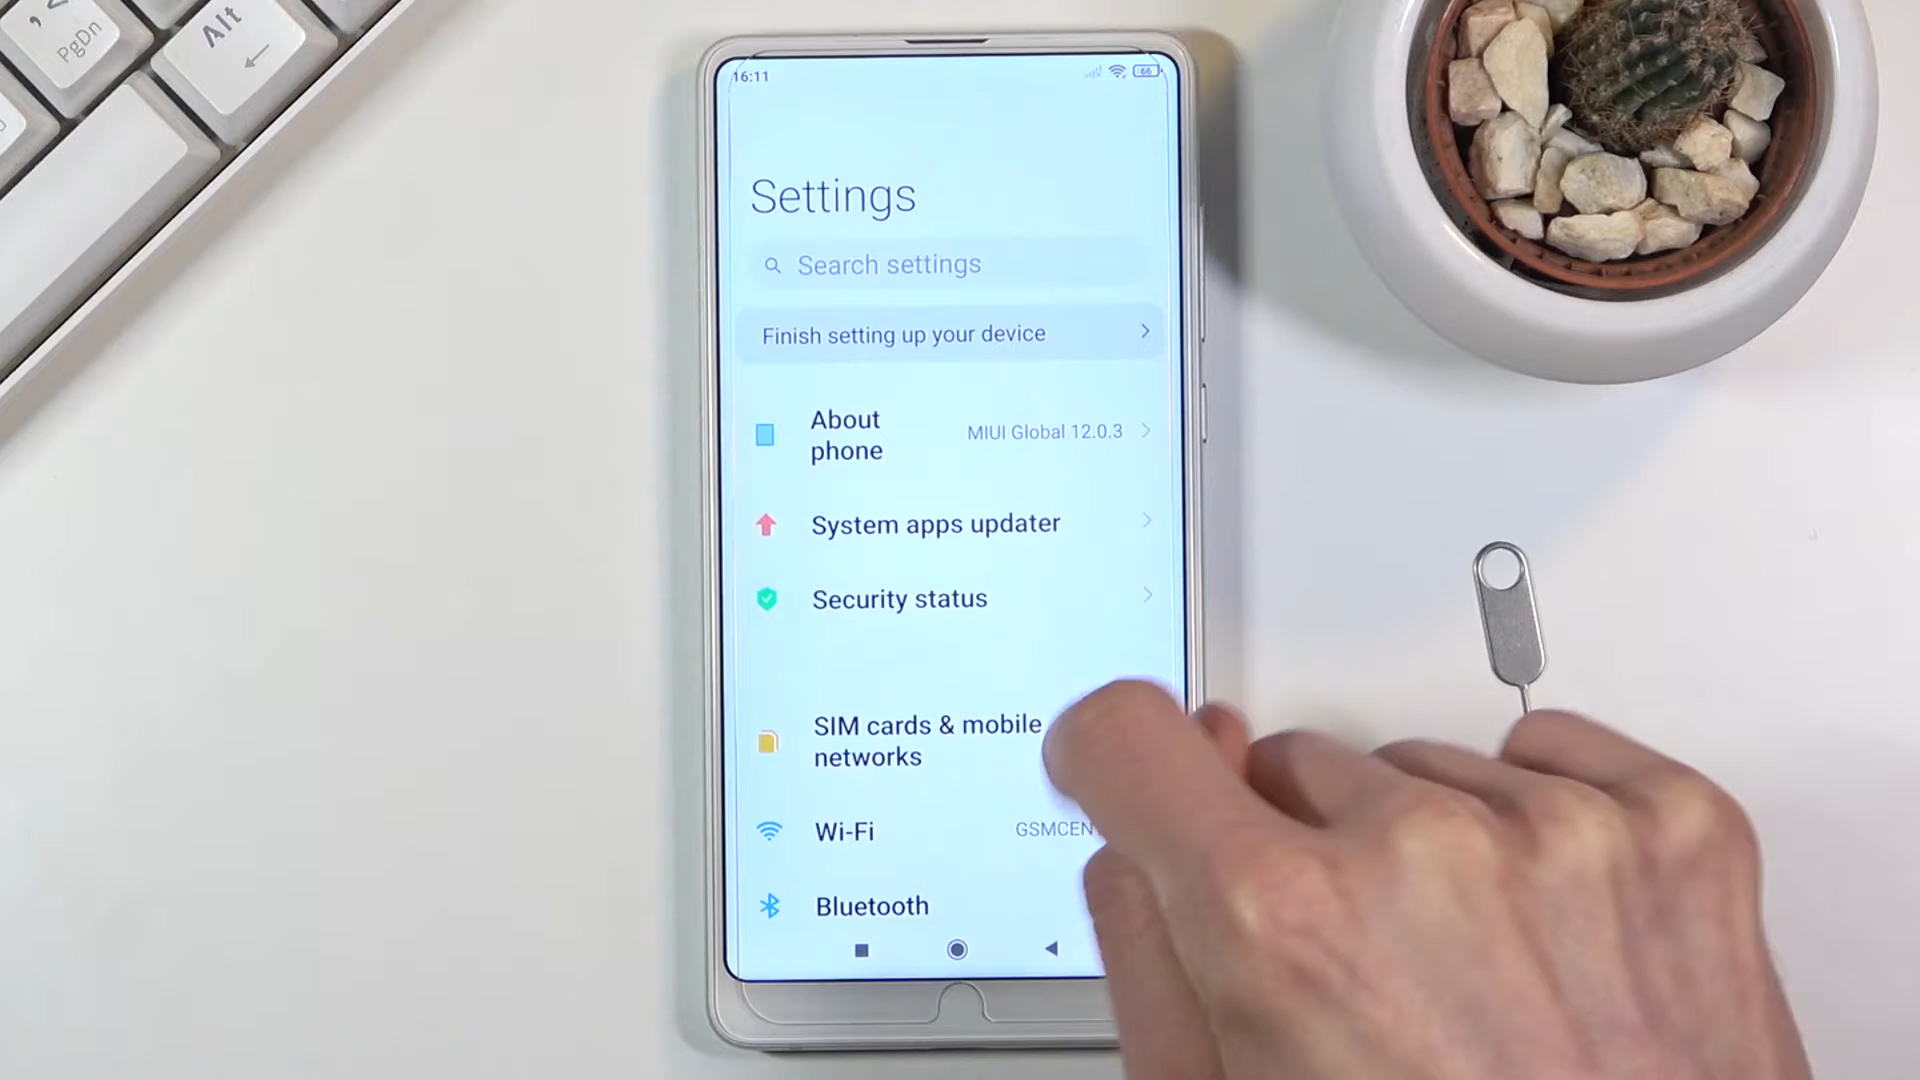 PgDn
Alt
16:11
66
Settings
Search settings
Finish setting up your device
About phone
MIUI Global 12.0.3
System apps updater
Security status
SIM cards & mobile
networks
Wi-Fi
GSMCEN
Bluetooth